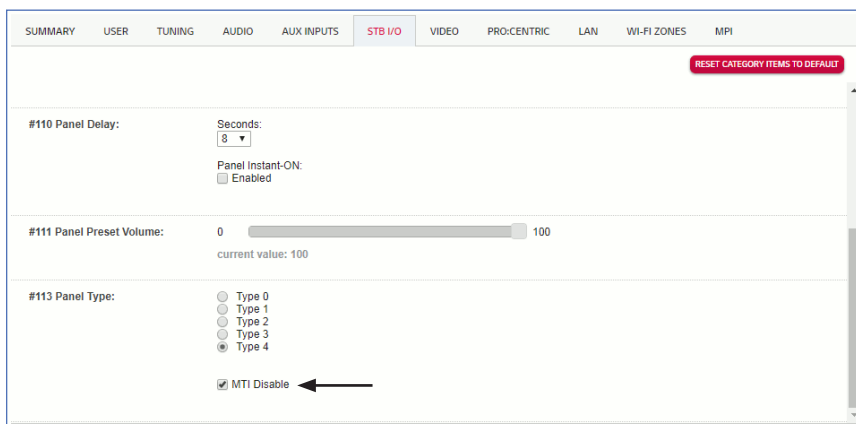 SUMMARY USER TUNING AUDIO AUX INPUTS STB I/O VIDEO PRO:CENTRIC LAN WI-FI ZONES MPI
RESET CATEGORY ITEMS TO DEFAULT
#110 Panel Delay: Seconds:
8
Panel Instant-ON:
Enabled
#111 Panel Preset Volume: 0 100
current value: 100
#113 Panel Type: Type 0
Type 1
Type 2
Type 3
Type 4
MTI Disable